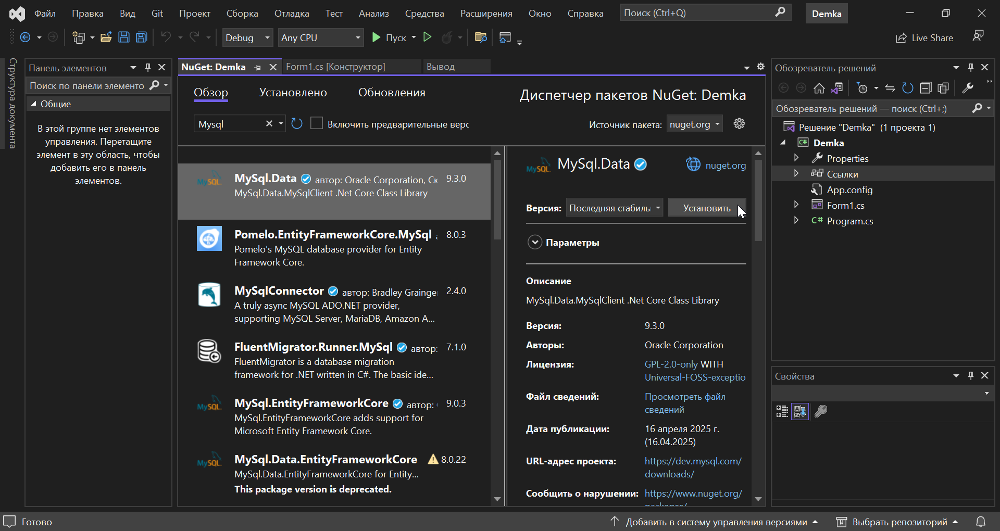 Файл Правка Вид Git Проект Сборка Отладка Тест Анализ Средства Расширения Окно Справка Поиск (Ctrl+Q) Demka
Debug Any CPU Пуск Live Share
Структура документа
Панель элементов
Поиск по панели элементо
Общие
В этой группе нет элементов
управления. Перетащите
элемент в эту область, чтобы
добавить его в панель
элементов.
NuGet: Demka Form1.cs [Конструктор] Вывод
Обзор Установлено Обновления
Диспетчер пакетов NuGet: Demka
Mysql Включить предварительные верс
Источник пакета: nuget.org
MySQL.
MySql.Data автор: Oracle Corporation, Ск 9.3.0
MySql.Data.MySqlClient .Net Core Class Library
Pomelo.EntityFrameworkCore.MySql 8.0.3
Pomelo's MySQL database provider for Entity
Framework Core.
MySqlConnector автор: Bradley Grainge 2.4.0
A truly async MySQL ADO.NET provider,
supporting MySQL Server, MariaDB, Amazon A...
FluentMigrator.Runner.MySql автор: 7.1.0
FluentMigrator is a database migration
framework for .NET written in C#. The basic ide...
MySQL.
MySql.EntityFrameworkCore автор: 9.0.3
MySql.EntityFrameworkCore adds support for
Microsoft Entity Framework Core.
MySQL.
MySql.Data.EntityFrameworkCore 8.0.22
MySql.Data.EntityFrameworkCore for Entity...
This package version is deprecated.
MySQL.
MySql.Data nuget.org
Версия: Последняя стабиль Установить
Параметры
Описание
MySql.Data.MySqlClient .Net Core Class Library
Версия: 9.3.0
Авторы: Oracle Corporation
Лицензия: GPL-2.0-only WITH
Universal-FOSS-exceptio
Файл сведений: Просмотреть файл
сведений
Дата публикации: 16 апреля 2025 г.
(16.04.2025)
URL-адрес проекта: https://dev.mysql.com/
downloads/
Сообщить о нарушении: https://www.nuget.org/
packages/
Обозреватель решений
Обозреватель решений — поиск (Ctrl+;)
Решение "Demka" (1 проекта 1)
C# Demka
Properties
Ссылки
App.config
Form1.cs
C# Program.cs
Свойства
Готово
Добавить в систему управления версиями Выбрать репозиторий